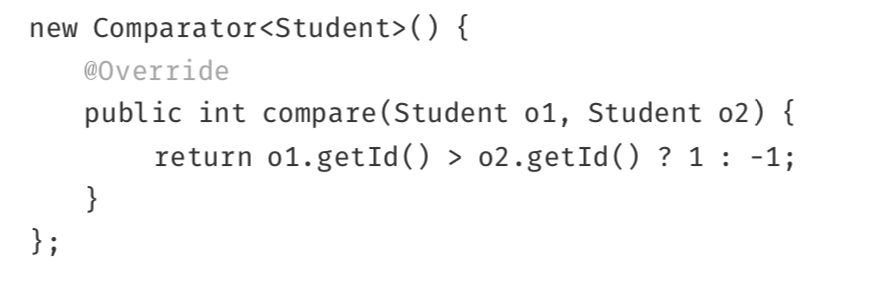 new Comparator<Student>() {
    @Override
    public int compare(Student o1, Student o2) {
        return o1.getId() > o2.getId() ? 1 : -1;
    }
};